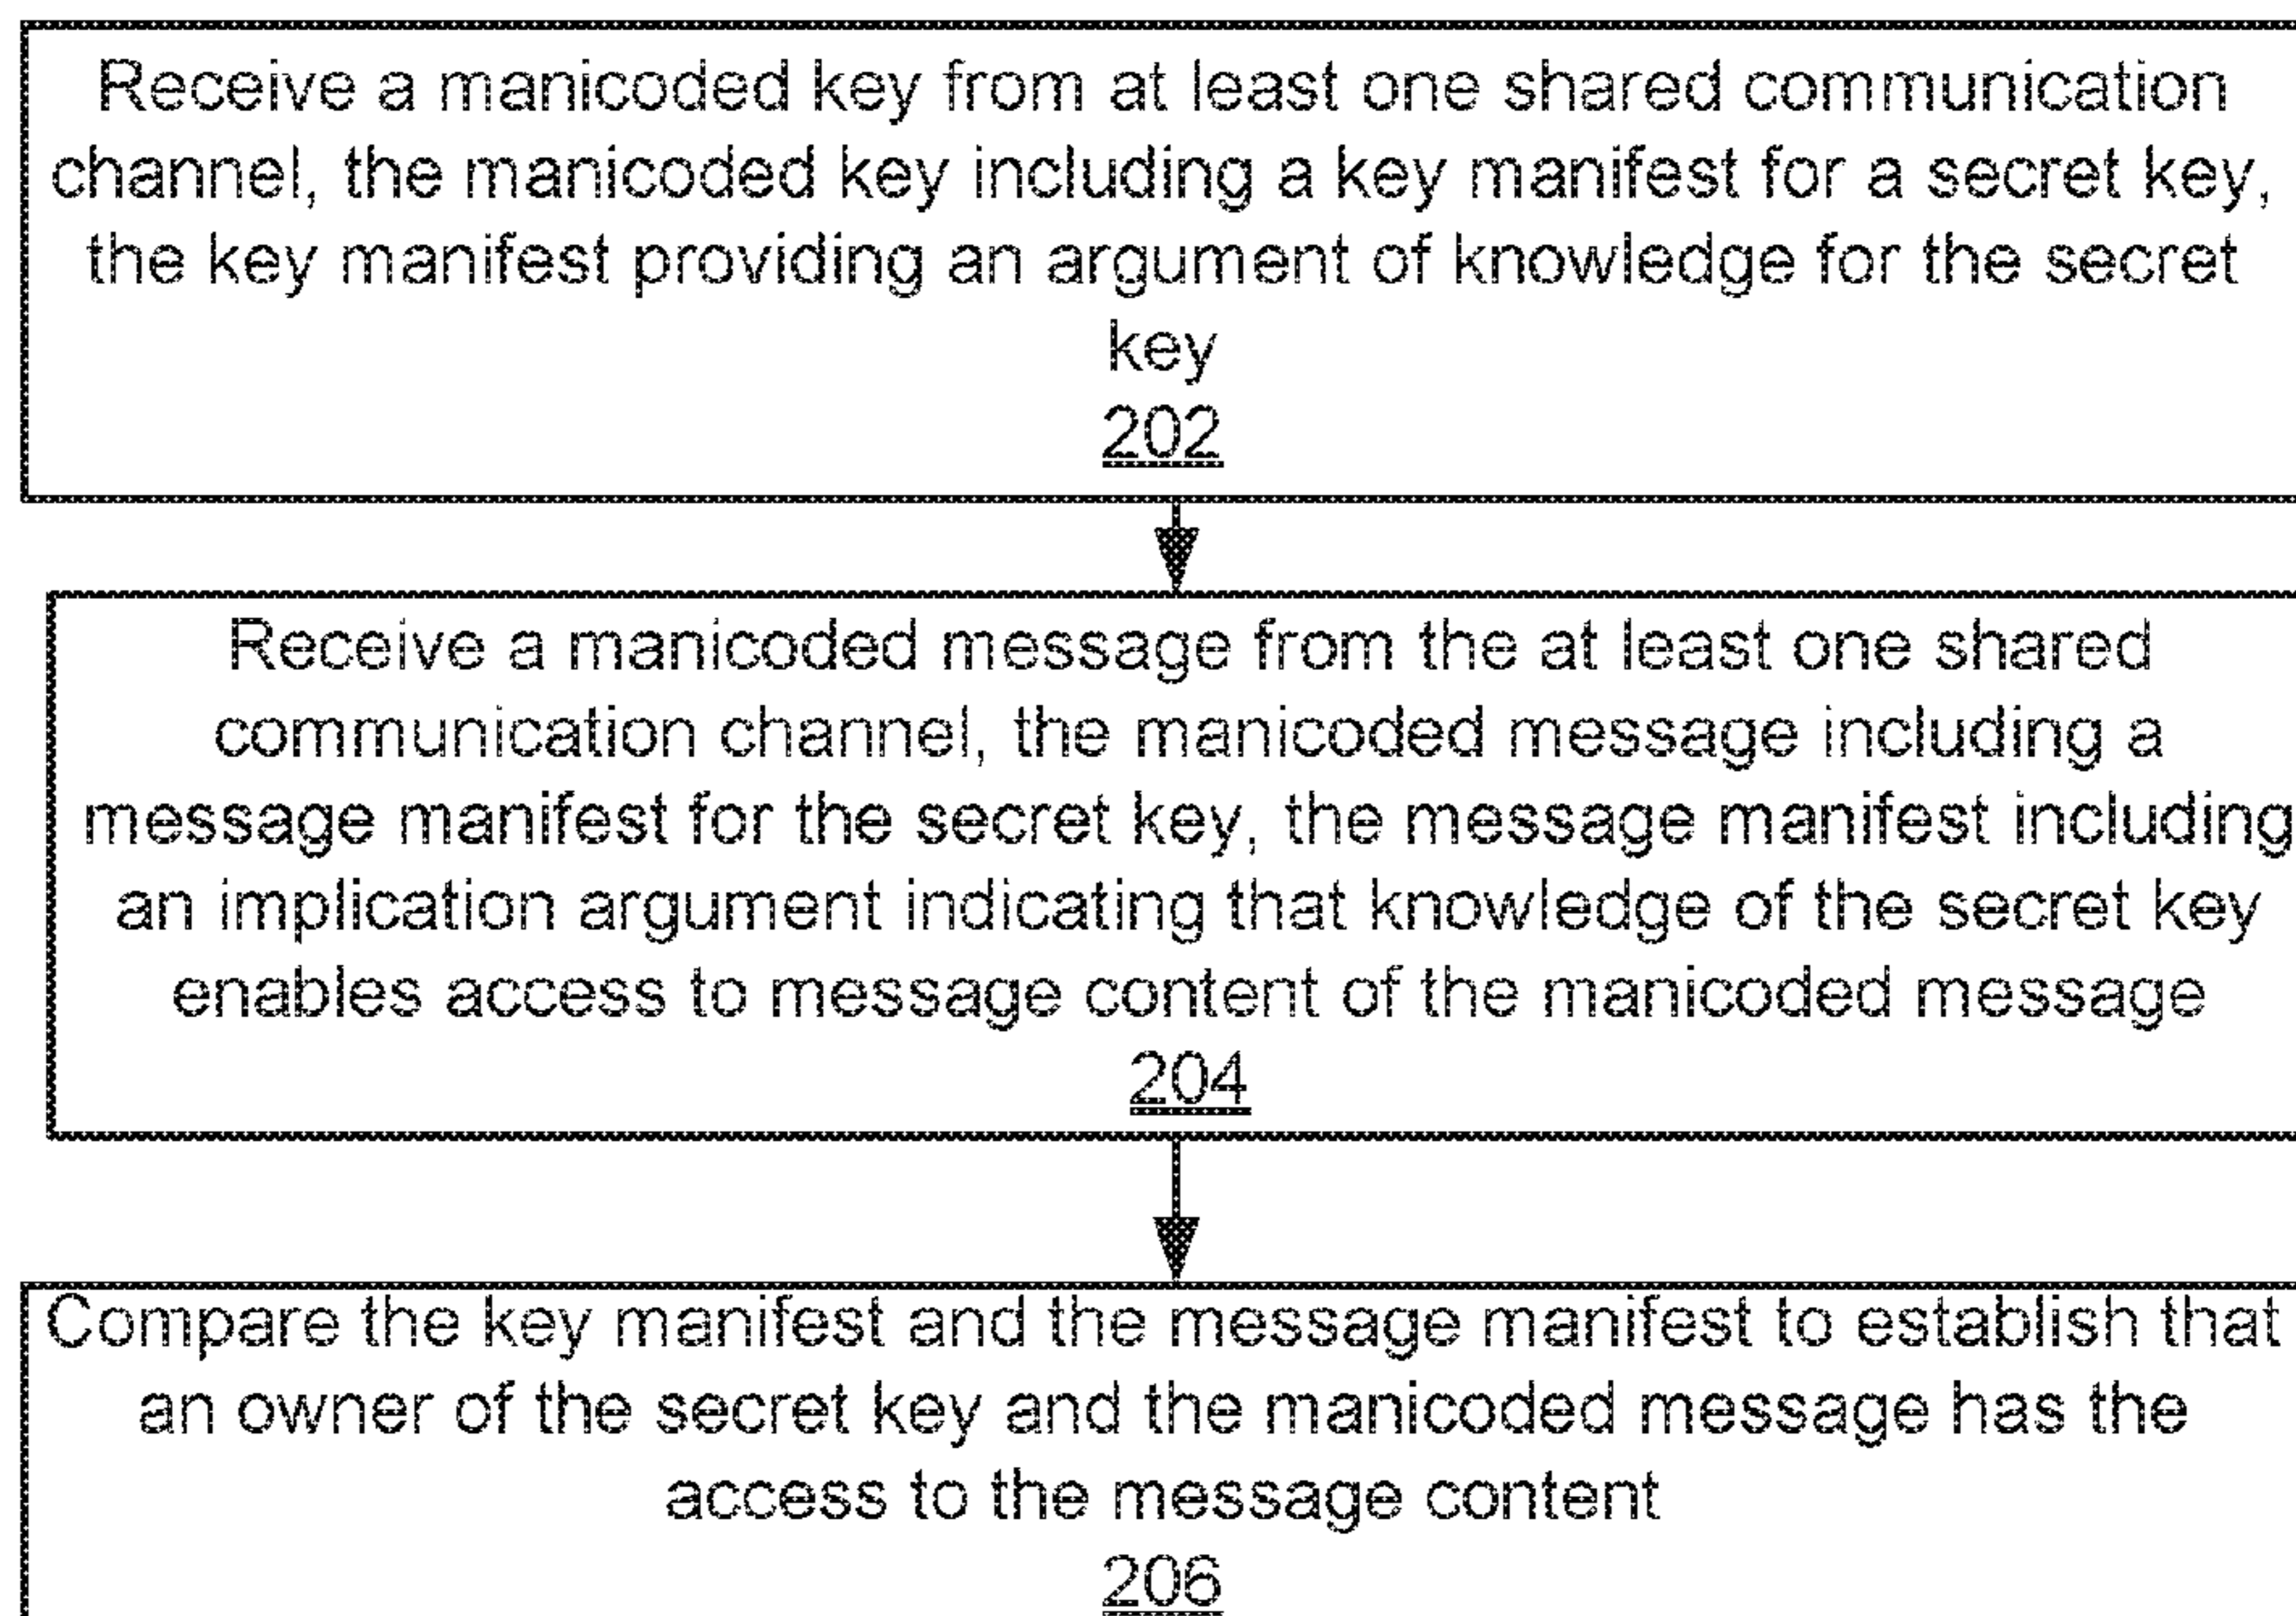 Receive a manicoded key from at least one shared communication
channel, the manicoded key including a key manifest for a secret key,
the key manifest providing an argument of knowledge for the secret
key
202
Receive a manicoded message from the at least one shared
communication channel, the manicoded message including a
message manifest for the secret key, the message manifest including
an implication argument indicating that knowledge of the secret key
enables access to message content of the manicoded message
204
Compare the key manifest and the message manifest to establish that
an owner of the secret key and the manicoded message has the
access to the message content
206